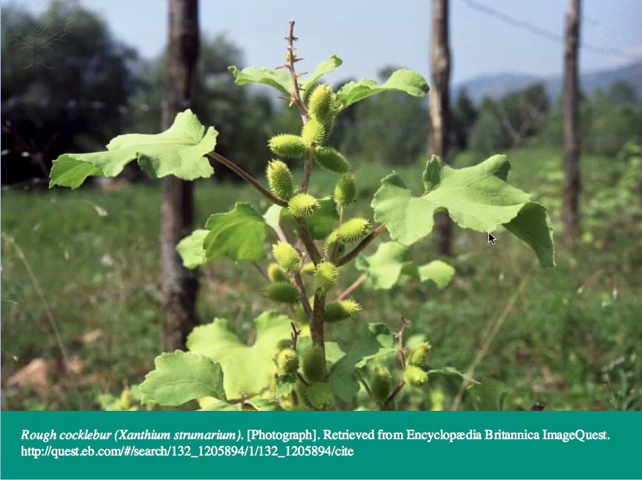 Rough cocklebur (Xanthium strumarium). [Photograph]. Retrieved from Encyclopædia Britannica ImageQuest.
http://quest.eb.com/#/search/132_1205894/1/132_1205894/cite